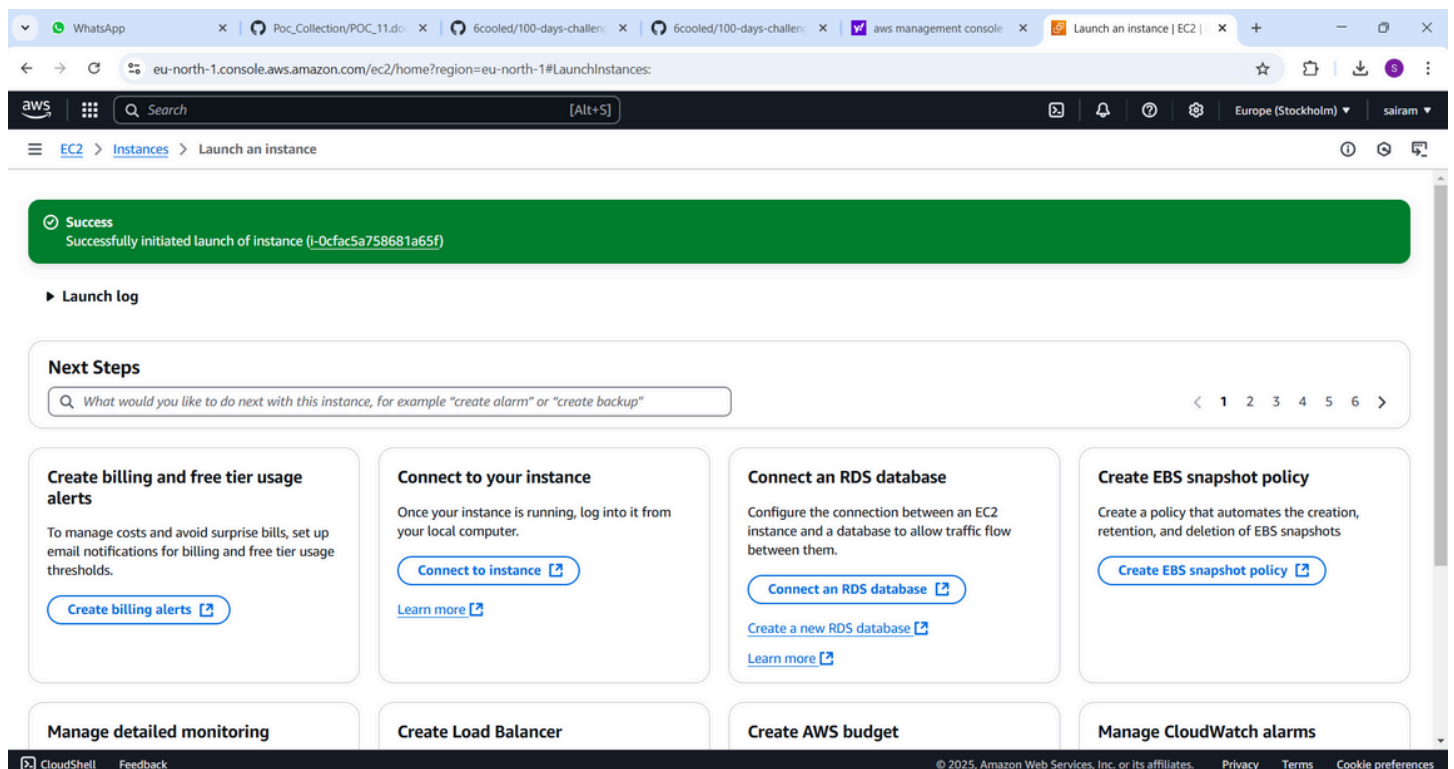 WhatsApp
Poc_Collection/POC_11.do
6cooled/100-days-challen
6cooled/100-days-challen
aws management console
Launch an instance | EC2 |
eu-north-1.console.aws.amazon.com/ec2/home?region=eu-north-1#LaunchInstances:
S
aws
Search
[Alt+S]
Europe (Stockholm)
sairam
EC2 > Instances > Launch an instance
Success
Successfully initiated launch of instance (i-0cfac5a758681a65f)
Launch log
Next Steps
What would you like to do next with this instance, for example “create alarm” or “create backup”
1 2 3 4 5 6
Create billing and free tier usage
alerts
To manage costs and avoid surprise bills, set up
email notifications for billing and free tier usage
thresholds.
Create billing alerts
Connect to your instance
Once your instance is running, log into it from
your local computer.
Connect to instance
Learn more
Connect an RDS database
Configure the connection between an EC2
instance and a database to allow traffic flow
between them.
Connect an RDS database
Create a new RDS database
Learn more
Create EBS snapshot policy
Create a policy that automates the creation,
retention, and deletion of EBS snapshots
Create EBS snapshot policy
Manage detailed monitoring
Create Load Balancer
Create AWS budget
Manage CloudWatch alarms
CloudShell
Feedback
© 2025, Amazon Web Services, Inc. or its affiliates.
Privacy
Terms
Cookie preferences